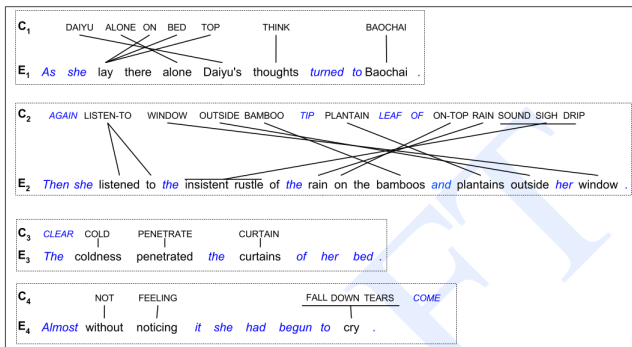 C1 DAIYU ALONE ON BED TOP THINK BAOCHAI
E1 As she lay there alone Daiyu's thoughts turned to Baochai .
C2 AGAIN LISTEN-TO WINDOW OUTSIDE BAMBOO TIP PLANTAIN LEAF OF ON-TOP RAIN SOUND SIGH DRIP
E2 Then she listened to the insistent rustle of the rain on the bamboos and plantains outside her window .
C3 CLEAR COLD PENETRATE CURTAIN
E3 The coldness penetrated the curtains of her bed .
C4 NOT FEELING FALL DOWN TEARS COME
E4 Almost without noticing it she had begun to cry .